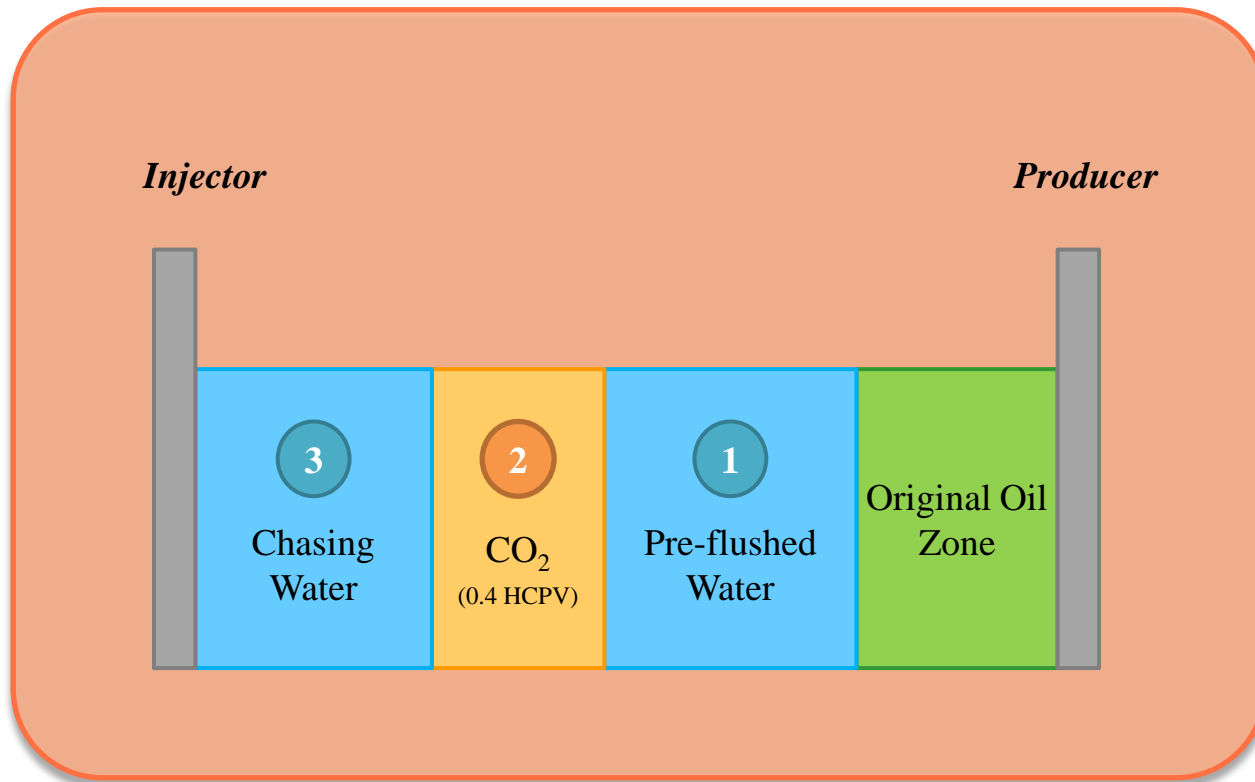 Injector
Producer
3
Chasing
Water
2
CO₂
(0.4 HCPV)
1
Pre-flushed
Water
Original Oil
Zone